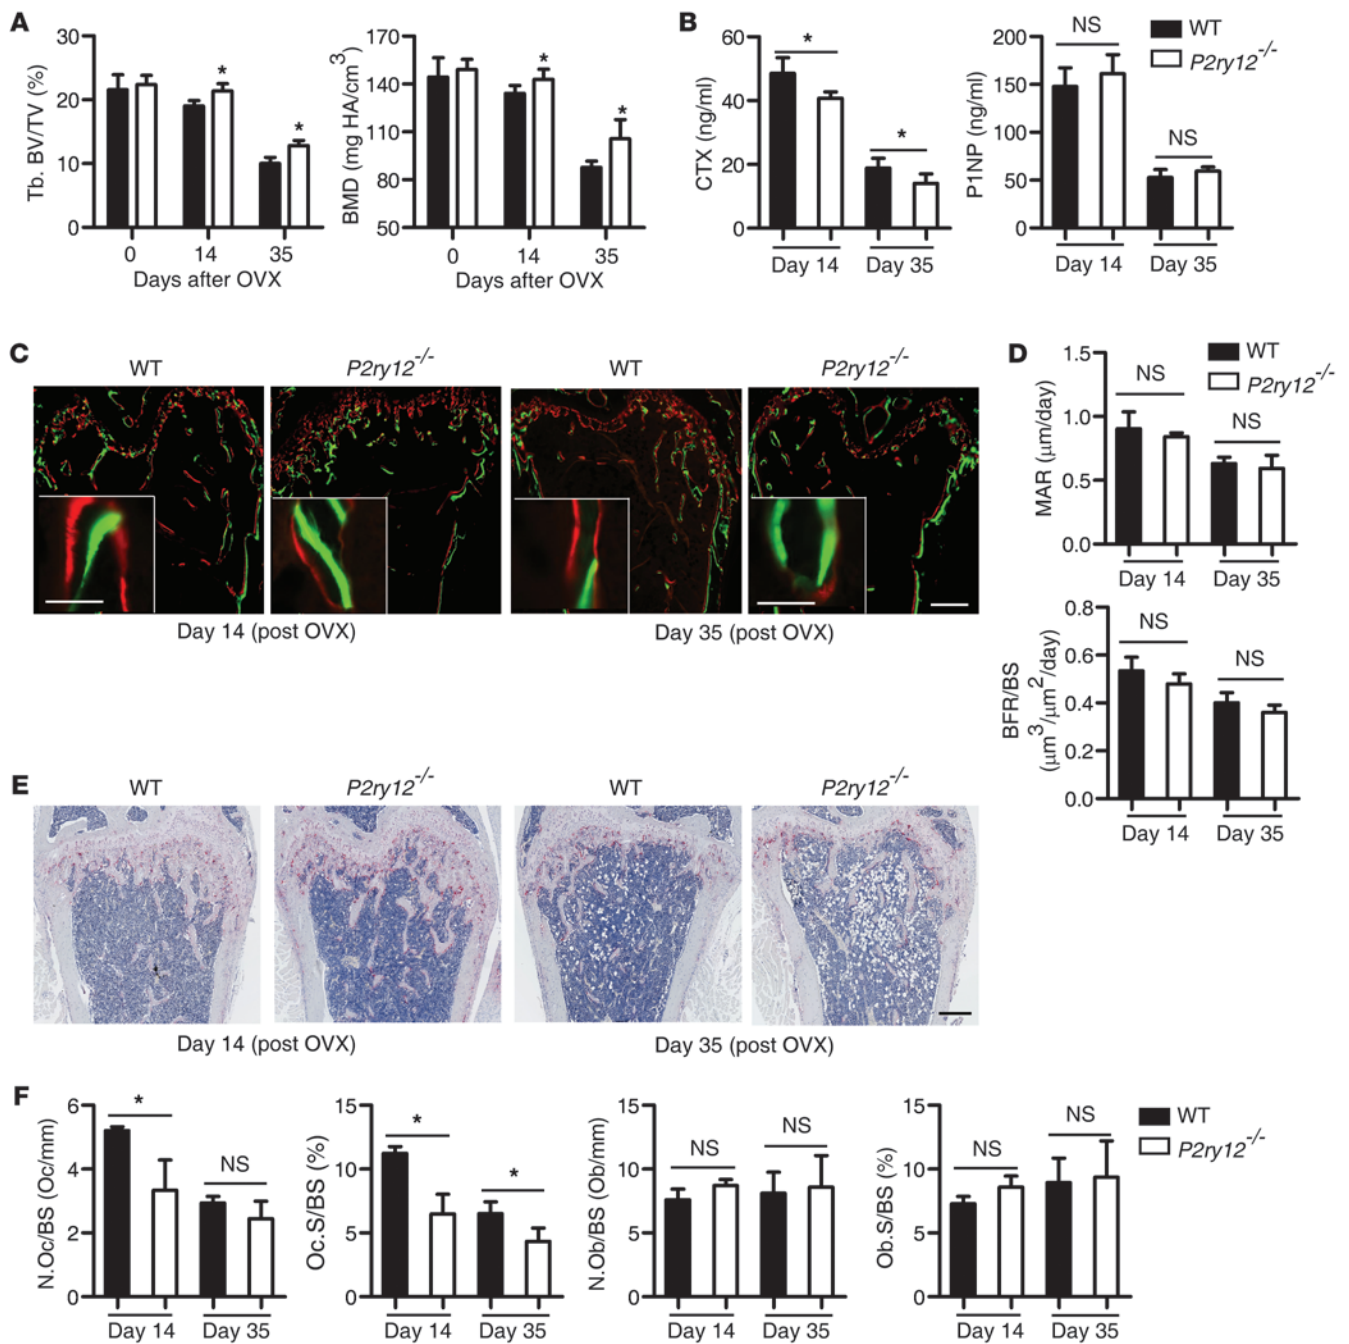 A
Tb. BV/TV (%)
30
20
10
0
*
*
0 14 35
Days after OVX
BMD (mg HA/cm³)
170
140
110
80
50
*
*
0 14 35
Days after OVX
B
CTX (ng/ml)
60
40
20
0
*
*
Day 14 Day 35
P1NP (ng/ml)
200
150
100
50
0
NS
NS
Day 14 Day 35
WT
P2ry12-/-
C
WT P2ry12-/- WT P2ry12-/-
Day 14 (post OVX) Day 35 (post OVX)
D
WT
P2ry12-/-
MAR (μm/day)
1.5
1.0
0.5
0.0
NS
NS
Day 14 Day 35
BFR/BS
(μm³/μm²/day)
0.8
0.6
0.4
0.2
0.0
NS
NS
Day 14 Day 35
E
WT P2ry12-/- WT P2ry12-/-
Day 14 (post OVX) Day 35 (post OVX)
F
N.Oc/BS (Oc/mm)
6
4
2
0
*
NS
Day 14 Day 35
Oc.S/BS (%)
15
10
5
0
*
*
Day 14 Day 35
N.Ob/BS (Ob/mm)
15
10
5
0
NS
NS
Day 14 Day 35
Ob.S/BS (%)
15
10
5
0
NS
NS
Day 14 Day 35
WT
P2ry12-/-